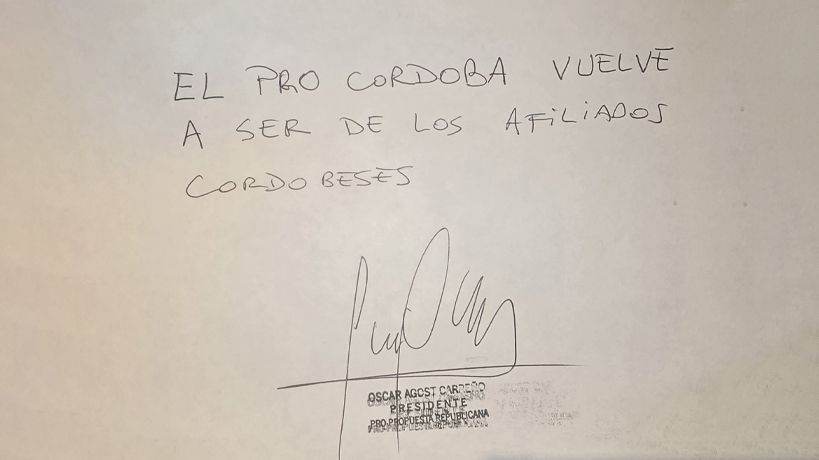 EL PRO CORDOBA VUELVE
A SER DE LOS AFiLiADOS
CORDOBESES
OSCAR AGOST CARREÑO
PRESIDENTE
PRO.PROPUESTA REPUBLICANA